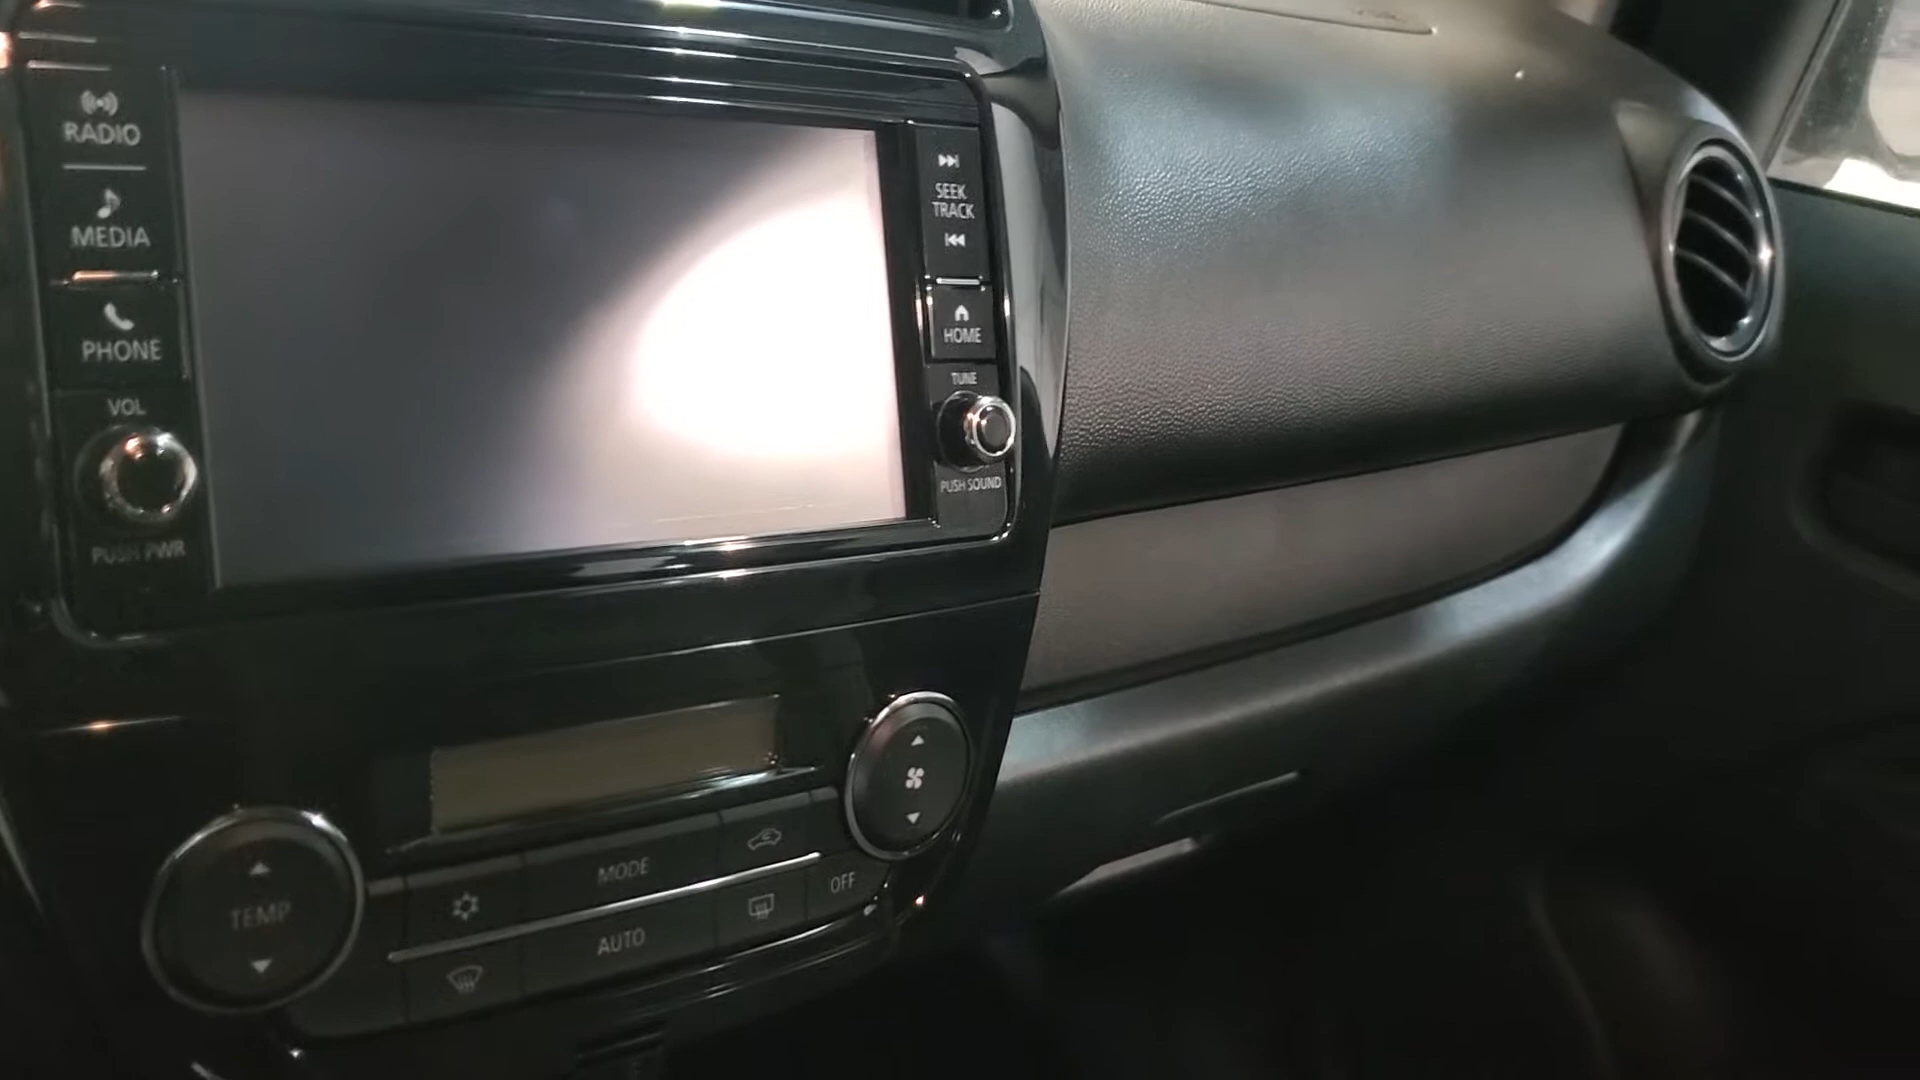 RADIO
MEDIA
PHONE
VOL
PUSH PWR
SEEK
TRACK
HOME
TUNE
PUSH SOUND
TEMP
MODE
AUTO
OFF